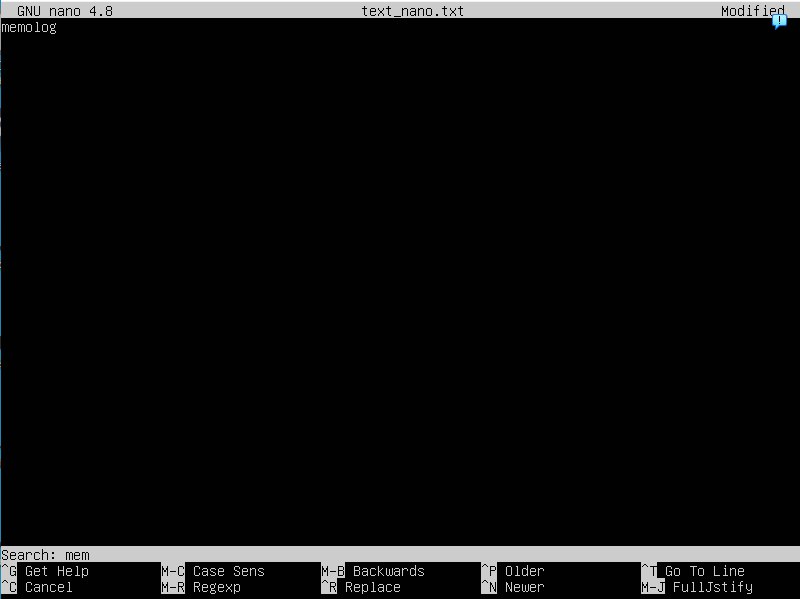 GNU nano 4.8 text_nano.txt Modified
memolog
Search: mem
^G Get Help M-C Case Sens M-B Backwards ^P Older ^T Go To Line
^C Cancel M-R Regexp ^R Replace ^N Newer M-J FullJstify